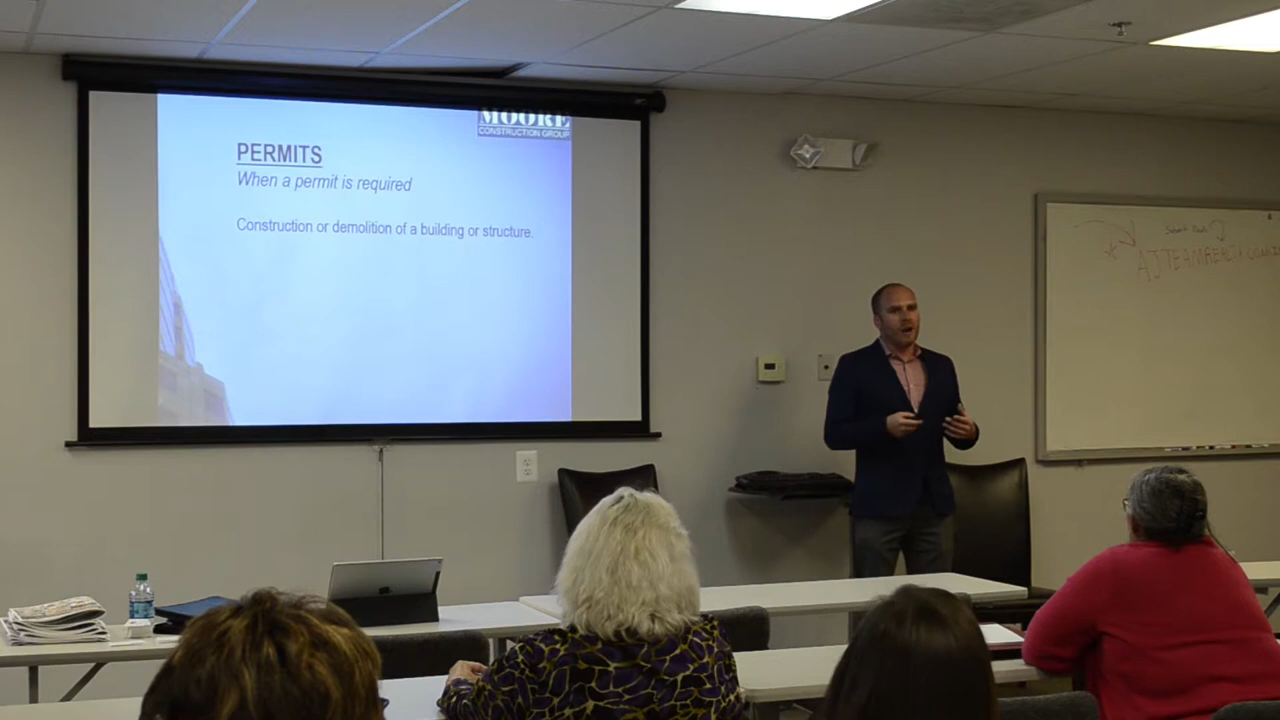 MOORE
CONSTRUCTION GROUP
PERMITS
When a permit is required
Construction or demolition of a building or structure.